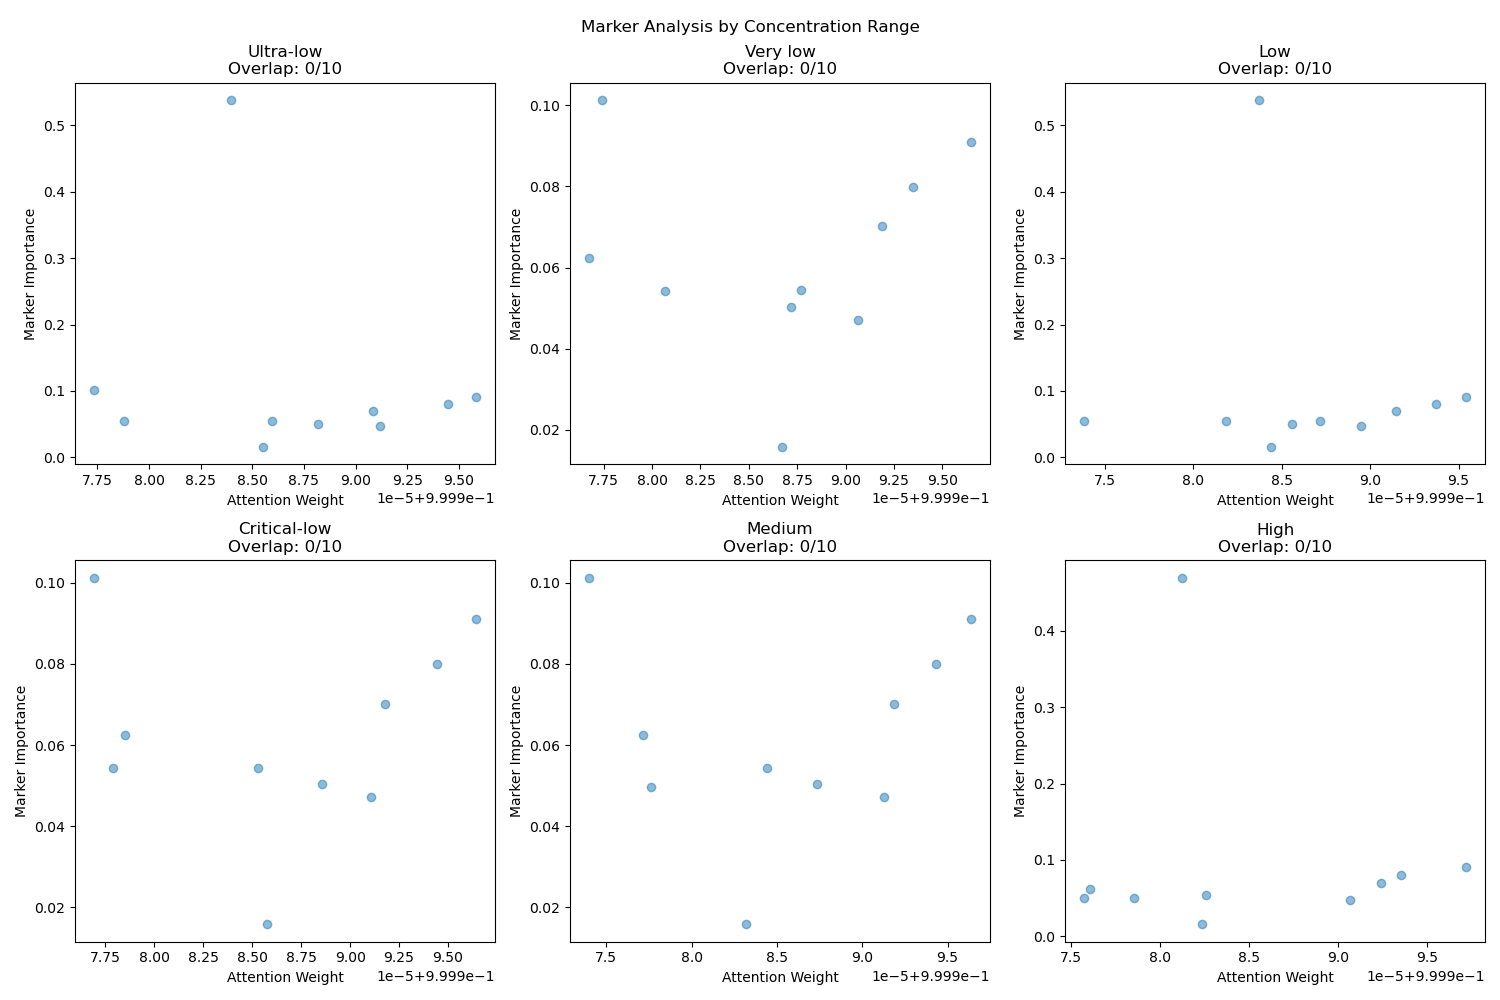 Marker Analysis by Concentration Range
Ultra-low
Overlap: 0/10
Marker Importance
0.5
0.4
0.3
0.2
0.1
0.0
7.75 8.00 8.25 8.50 8.75 9.00 9.25 9.50
Attention Weight
1e−5+9.999e−1
Very low
Overlap: 0/10
Marker Importance
0.10
0.08
0.06
0.04
0.02
7.75 8.00 8.25 8.50 8.75 9.00 9.25 9.50
Attention Weight
1e−5+9.999e−1
Low
Overlap: 0/10
Marker Importance
0.5
0.4
0.3
0.2
0.1
0.0
7.5 8.0 8.5 9.0 9.5
Attention Weight
1e−5+9.999e−1
Critical-low
Overlap: 0/10
Marker Importance
0.10
0.08
0.06
0.04
0.02
7.75 8.00 8.25 8.50 8.75 9.00 9.25 9.50
Attention Weight
1e−5+9.999e−1
Medium
Overlap: 0/10
Marker Importance
0.10
0.08
0.06
0.04
0.02
7.5 8.0 8.5 9.0 9.5
Attention Weight
1e−5+9.999e−1
High
Overlap: 0/10
Marker Importance
0.4
0.3
0.2
0.1
0.0
7.5 8.0 8.5 9.0 9.5
Attention Weight
1e−5+9.999e−1